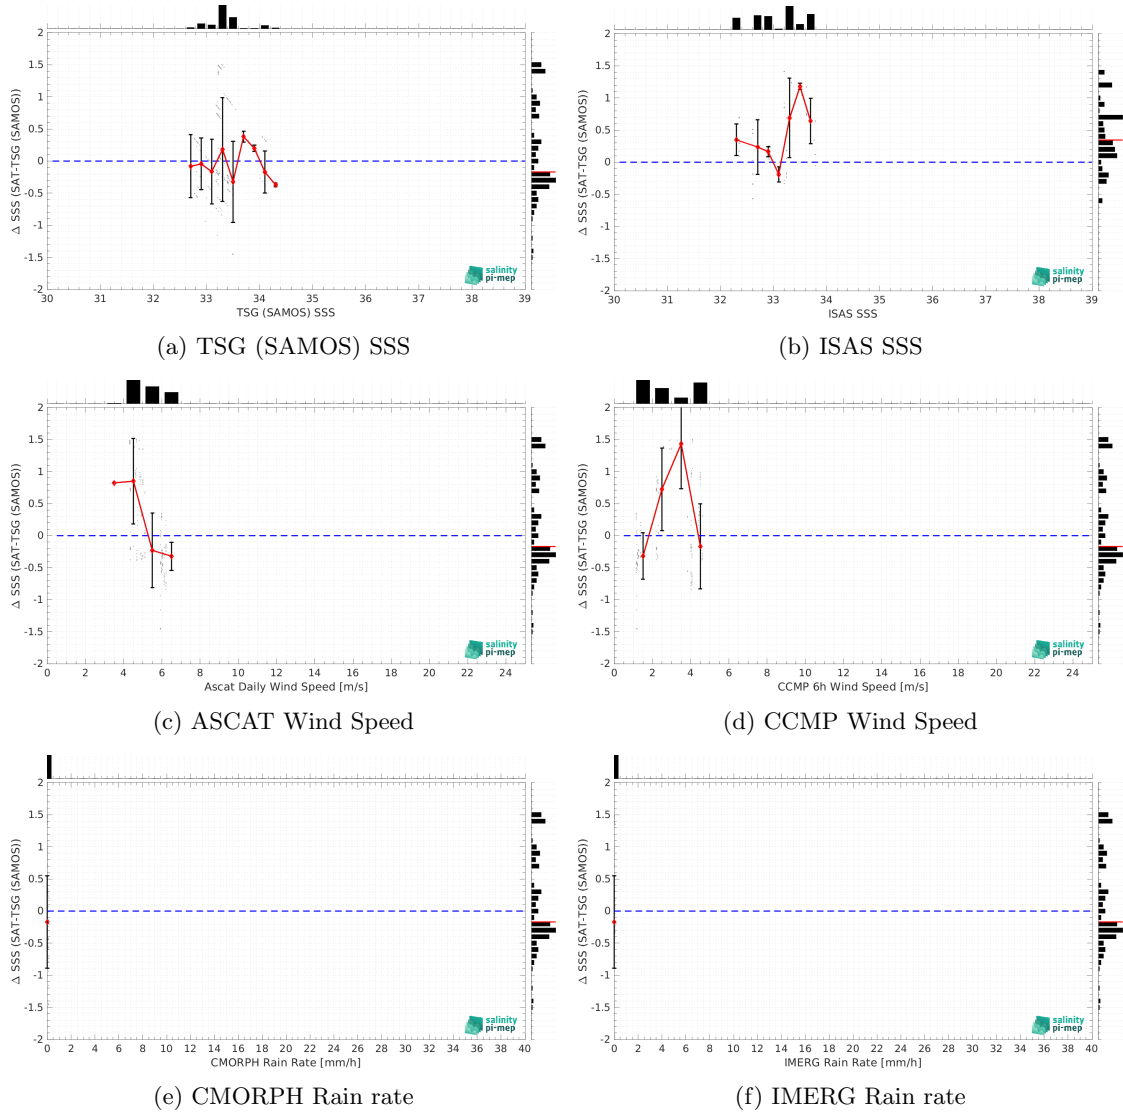 2
1.5
1
0.5
0
-0.5
-1
-1.5
-2
Δ SSS (SAT-TSG (SAMOS))
salinity
pi-mep
30 31 32 33 34 35 36 37 38 39
TSG (SAMOS) SSS
(a) TSG (SAMOS) SSS
2
1.5
1
0.5
0
-0.5
-1
-1.5
-2
Δ SSS (SAT-TSG (SAMOS))
salinity
pi-mep
30 31 32 33 34 35 36 37 38 39
ISAS SSS
(b) ISAS SSS
2
1.5
1
0.5
0
-0.5
-1
-1.5
-2
Δ SSS (SAT-TSG (SAMOS))
salinity
pi-mep
0 2 4 6 8 10 12 14 16 18 20 22 24
Ascat Daily Wind Speed [m/s]
(c) ASCAT Wind Speed
2
1.5
1
0.5
0
-0.5
-1
-1.5
-2
Δ SSS (SAT-TSG (SAMOS))
salinity
pi-mep
0 2 4 6 8 10 12 14 16 18 20 22 24
CCMP 6h Wind Speed [m/s]
(d) CCMP Wind Speed
2
1.5
1
0.5
0
-0.5
-1
-1.5
-2
Δ SSS (SAT-TSG (SAMOS))
salinity
pi-mep
0 2 4 6 8 10 12 14 16 18 20 22 24 26 28 30 32 34 36 38 40
CMORPH Rain Rate [mm/h]
(e) CMORPH Rain rate
2
1.5
1
0.5
0
-0.5
-1
-1.5
-2
Δ SSS (SAT-TSG (SAMOS))
salinity
pi-mep
0 2 4 6 8 10 12 14 16 18 20 22 24 26 28 30 32 34 36 38 40
IMERG Rain Rate [mm/h]
(f) IMERG Rain rate